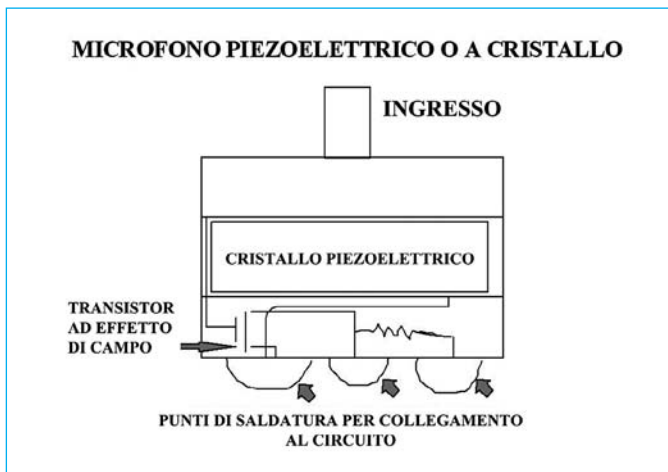 MICROFONO PIEZOELETTRICO O A CRISTALLO
INGRESSO
CRISTALLO PIEZOELETTRICO
TRANSISTOR
AD EFFETTO
DI CAMPO
PUNTI DI SALDATURA PER COLLEGAMENTO
AL CIRCUITO